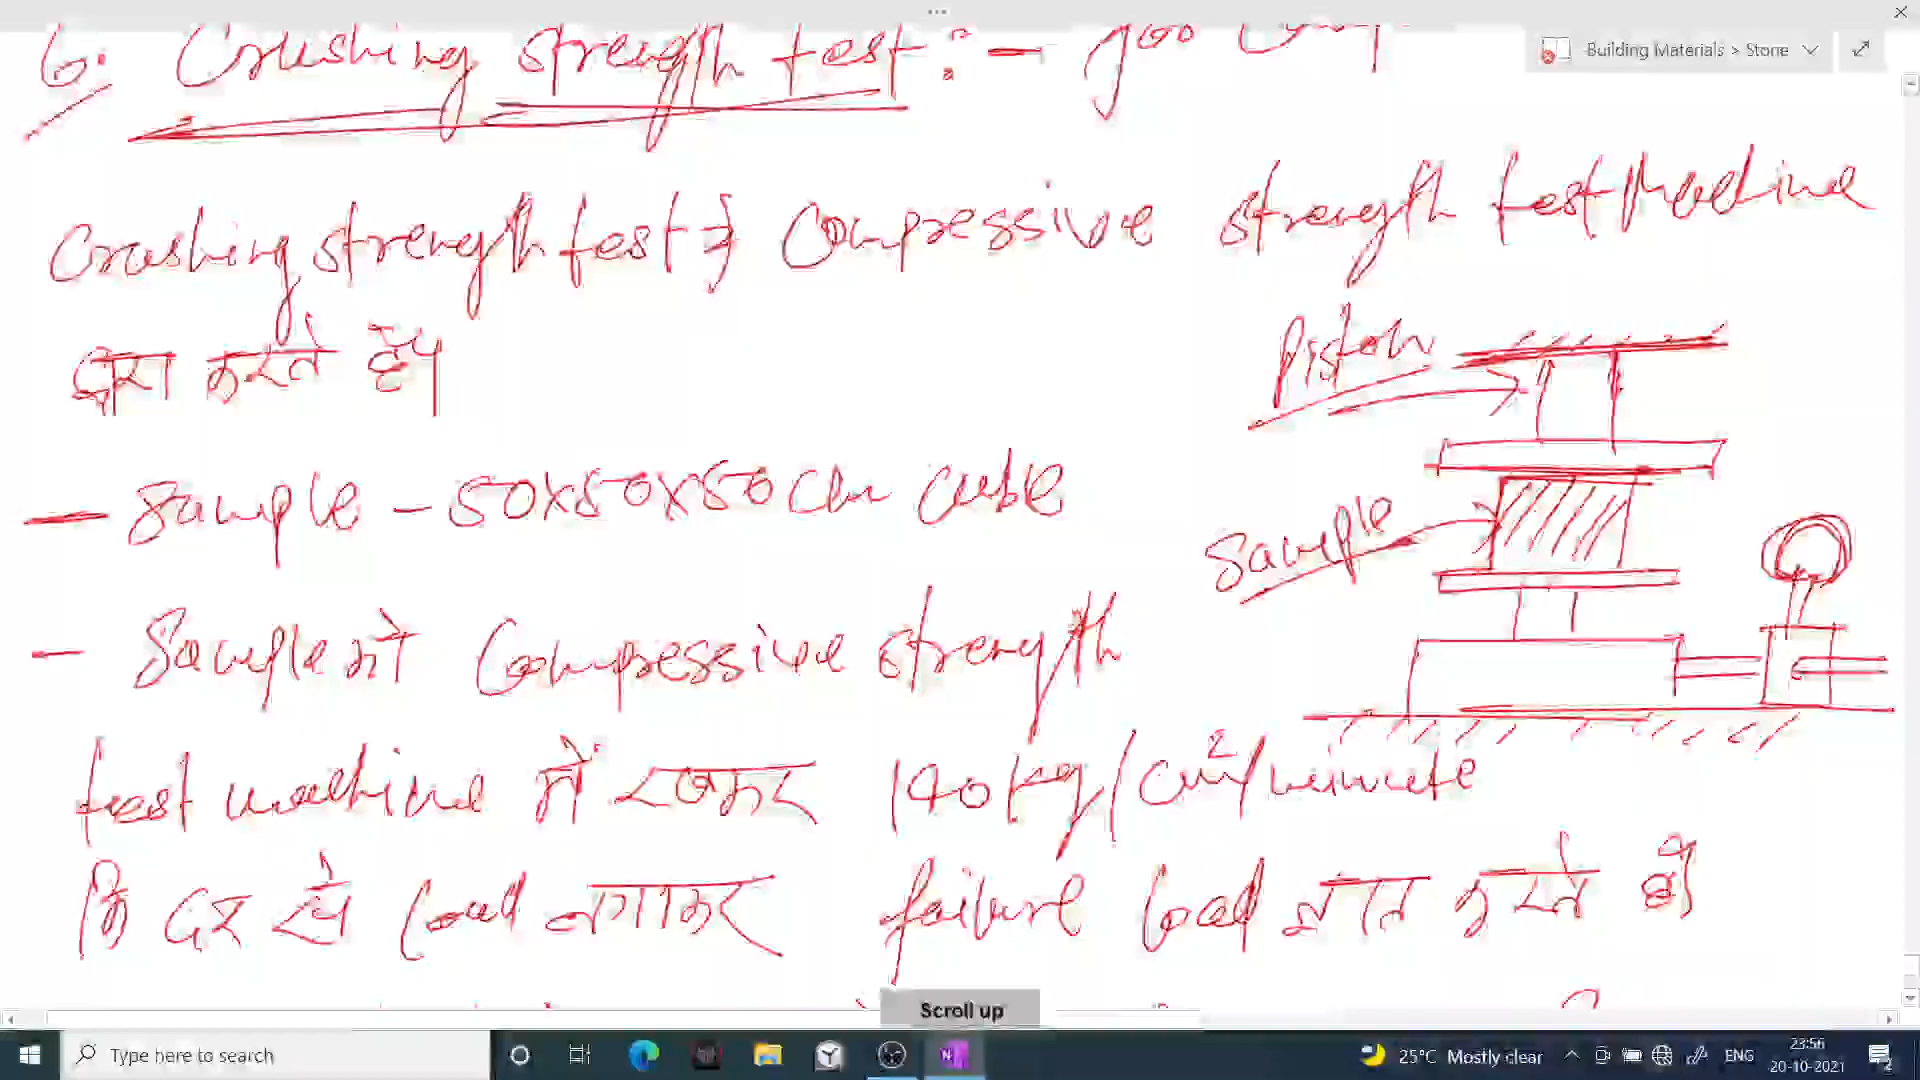 Building Materials > Stone
6. Crushing strength test :- 900
Crushing strength test → Compressive strength test Machine
द्वारा करते हैं।
Piston
- Sample - 50x50x50 Cm cube
Sample
- Sample को Compressive strength
test machine में रखकर 140 kg/cm²/minute
कि दर से load लगाकर failure load ज्ञात करते हैं
Scroll up
Type here to search
25°C Mostly clear
ENG
23:56
20-10-2021
2